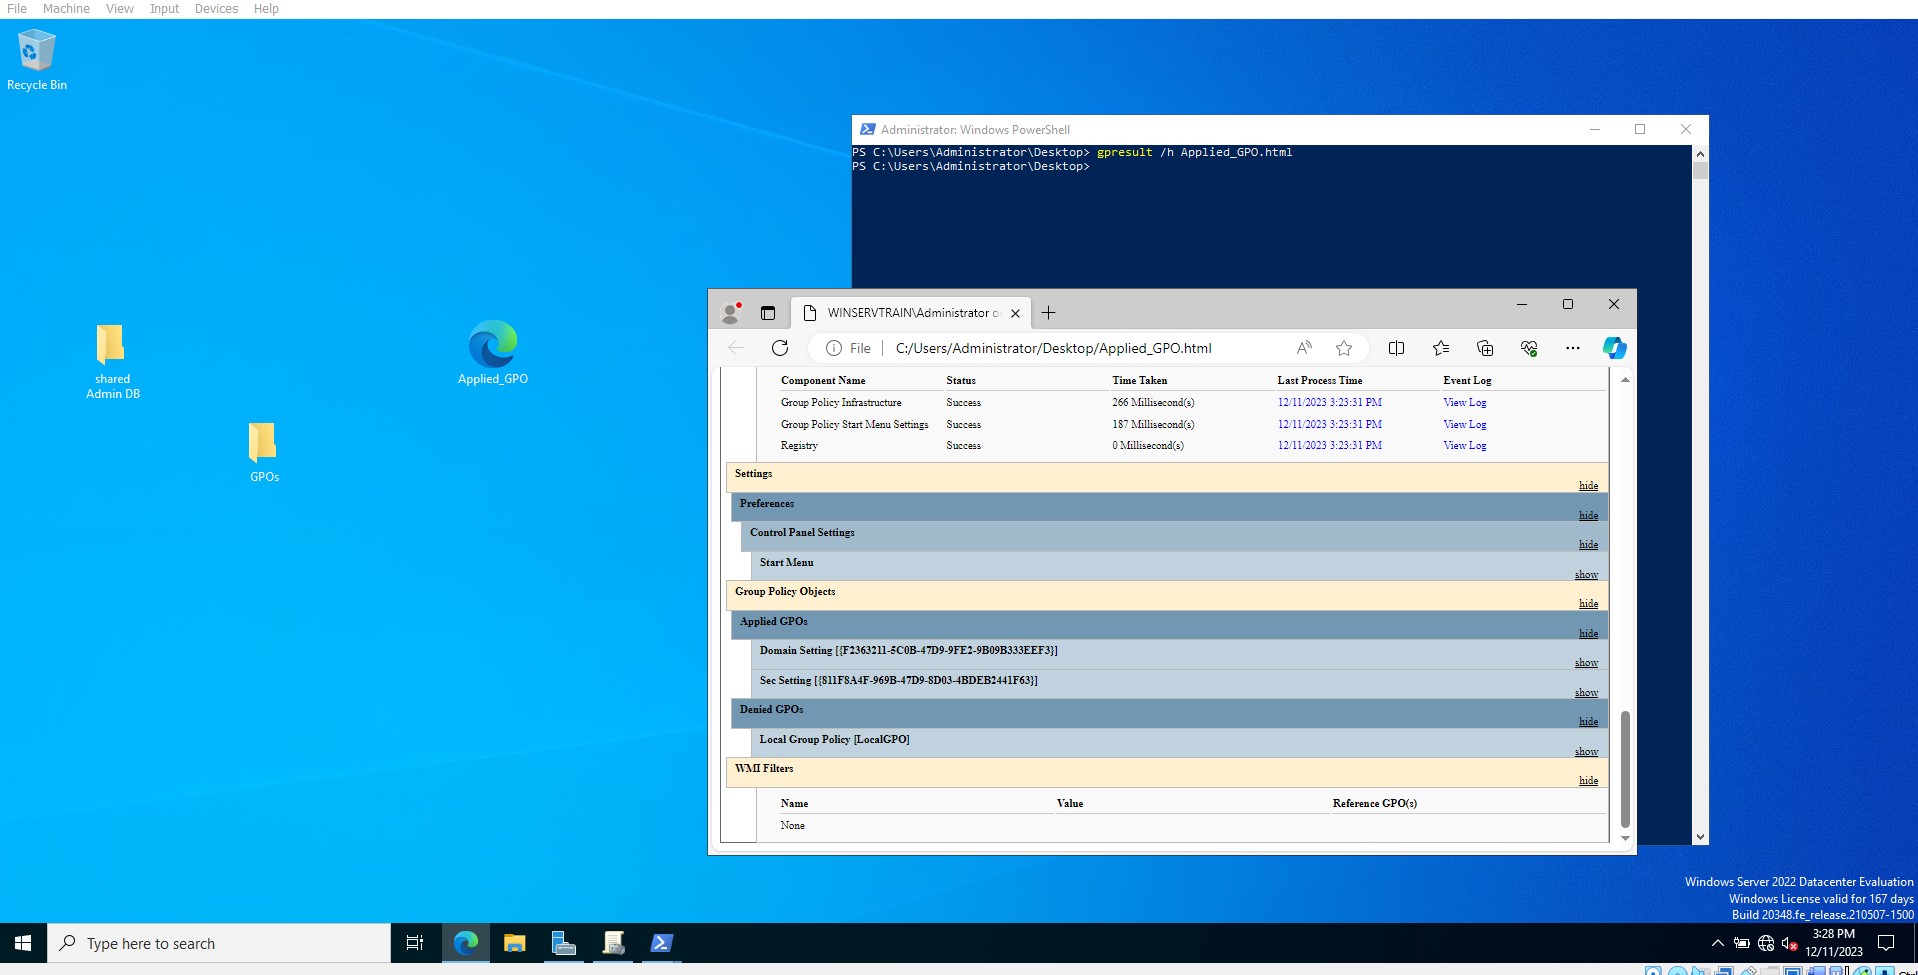 File Machine View Input Devices Help
Recycle Bin
Administrator: Windows PowerShell
PS C:\Users\Administrator\Desktop> gpresult /h Applied_GPO.html
PS C:\Users\Administrator\Desktop>
shared
Admin DB
Applied_GPO
GPOs
WINSERVTRAIN\Administrator o
File C:/Users/Administrator/Desktop/Applied_GPO.html
Component Name Status Time Taken Last Process Time Event Log
Group Policy Infrastructure Success 266 Millisecond(s) 12/11/2023 3:23:31 PM View Log
Group Policy Start Menu Settings Success 187 Millisecond(s) 12/11/2023 3:23:31 PM View Log
Registry Success 0 Millisecond(s) 12/11/2023 3:23:31 PM View Log
Settings
hide
Preferences
hide
Control Panel Settings
hide
Start Menu
show
Group Policy Objects
hide
Applied GPOs
hide
Domain Setting [{F2363211-5C0B-47D9-9FE2-9B09B333EEF3}]
show
Sec Setting [{811F8A4F-969B-47D9-8D03-4BDEB2441F63}]
show
Denied GPOs
hide
Local Group Policy [LocalGPO]
show
WMI Filters
hide
Name Value Reference GPO(s)
None
Windows Server 2022 Datacenter Evaluation
Windows License valid for 167 days
Build 20348.fe_release.210507-1500
Type here to search
3:28 PM
12/11/2023